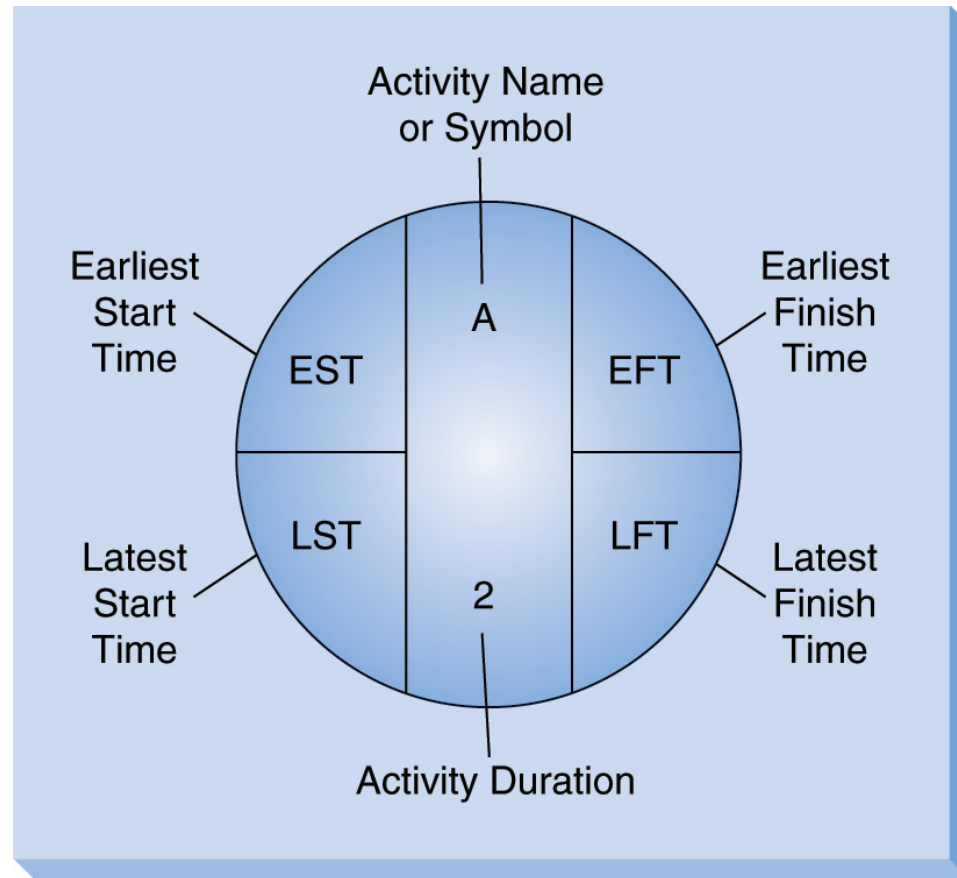 Activity Name
or Symbol
Earliest
Start
Time
Earliest
Finish
Time
A
EST
EFT
LST
LFT
2
Latest
Start
Time
Latest
Finish
Time
Activity Duration